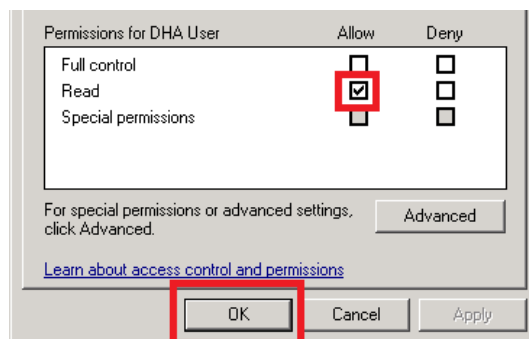 Permissions for DHA User Allow Deny
Full control
Read
Special permissions
For special permissions or advanced settings, Advanced
click Advanced.
Learn about access control and permissions
OK Cancel Apply